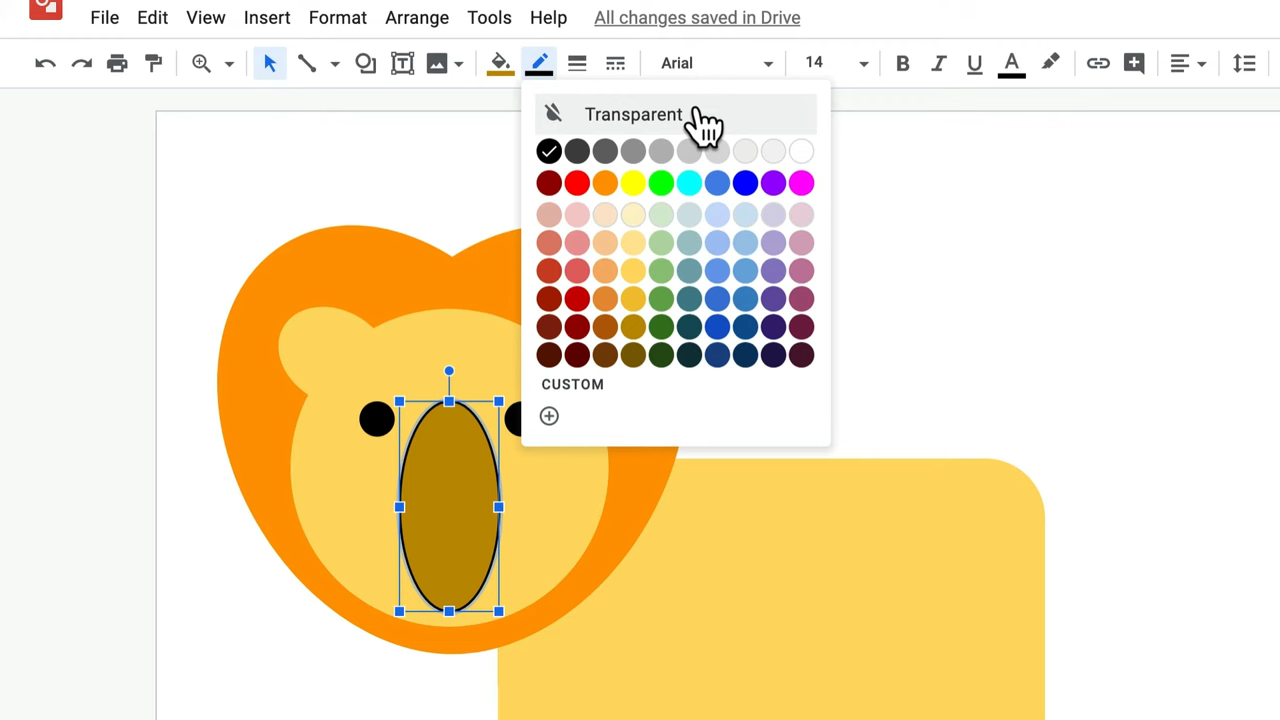 File Edit View Insert Format Arrange Tools Help All changes saved in Drive
Arial 14 B I U A
Transparent
CUSTOM